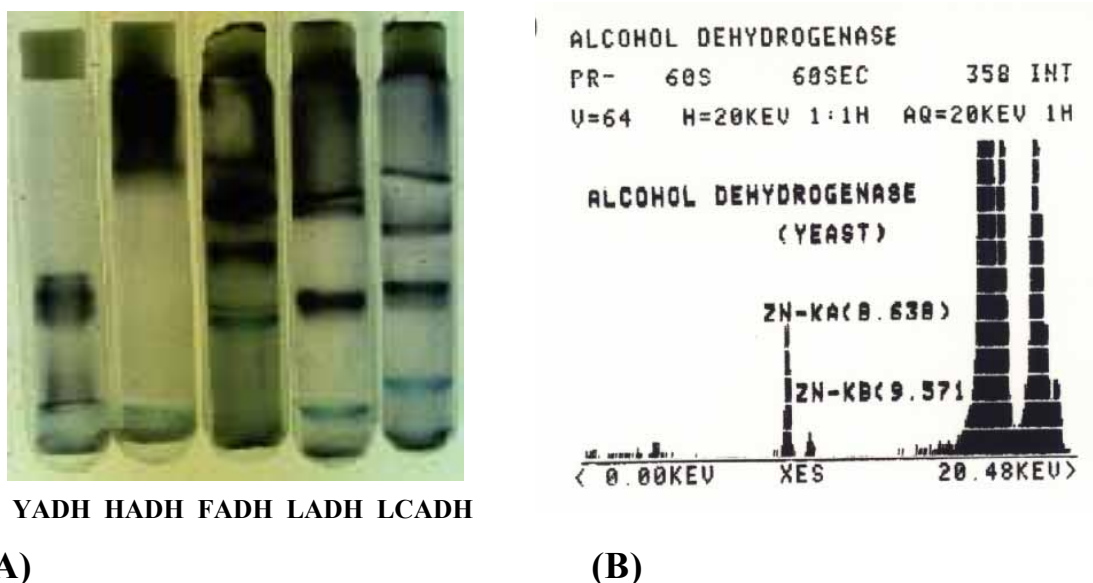 YADH HADH FADH LADH LCADH
A)
ALCOHOL DEHYDROGENASE
PR- 60S 60SEC 358 INT
V=64 H=20KEV 1:1H AQ=20KEV 1H
ALCOHOL DEHYDROGENASE
(YEAST)
ZN-KA(8.638)
ZN-KB(9.571
< 0.00KEV XES 20.48KEV>
(B)